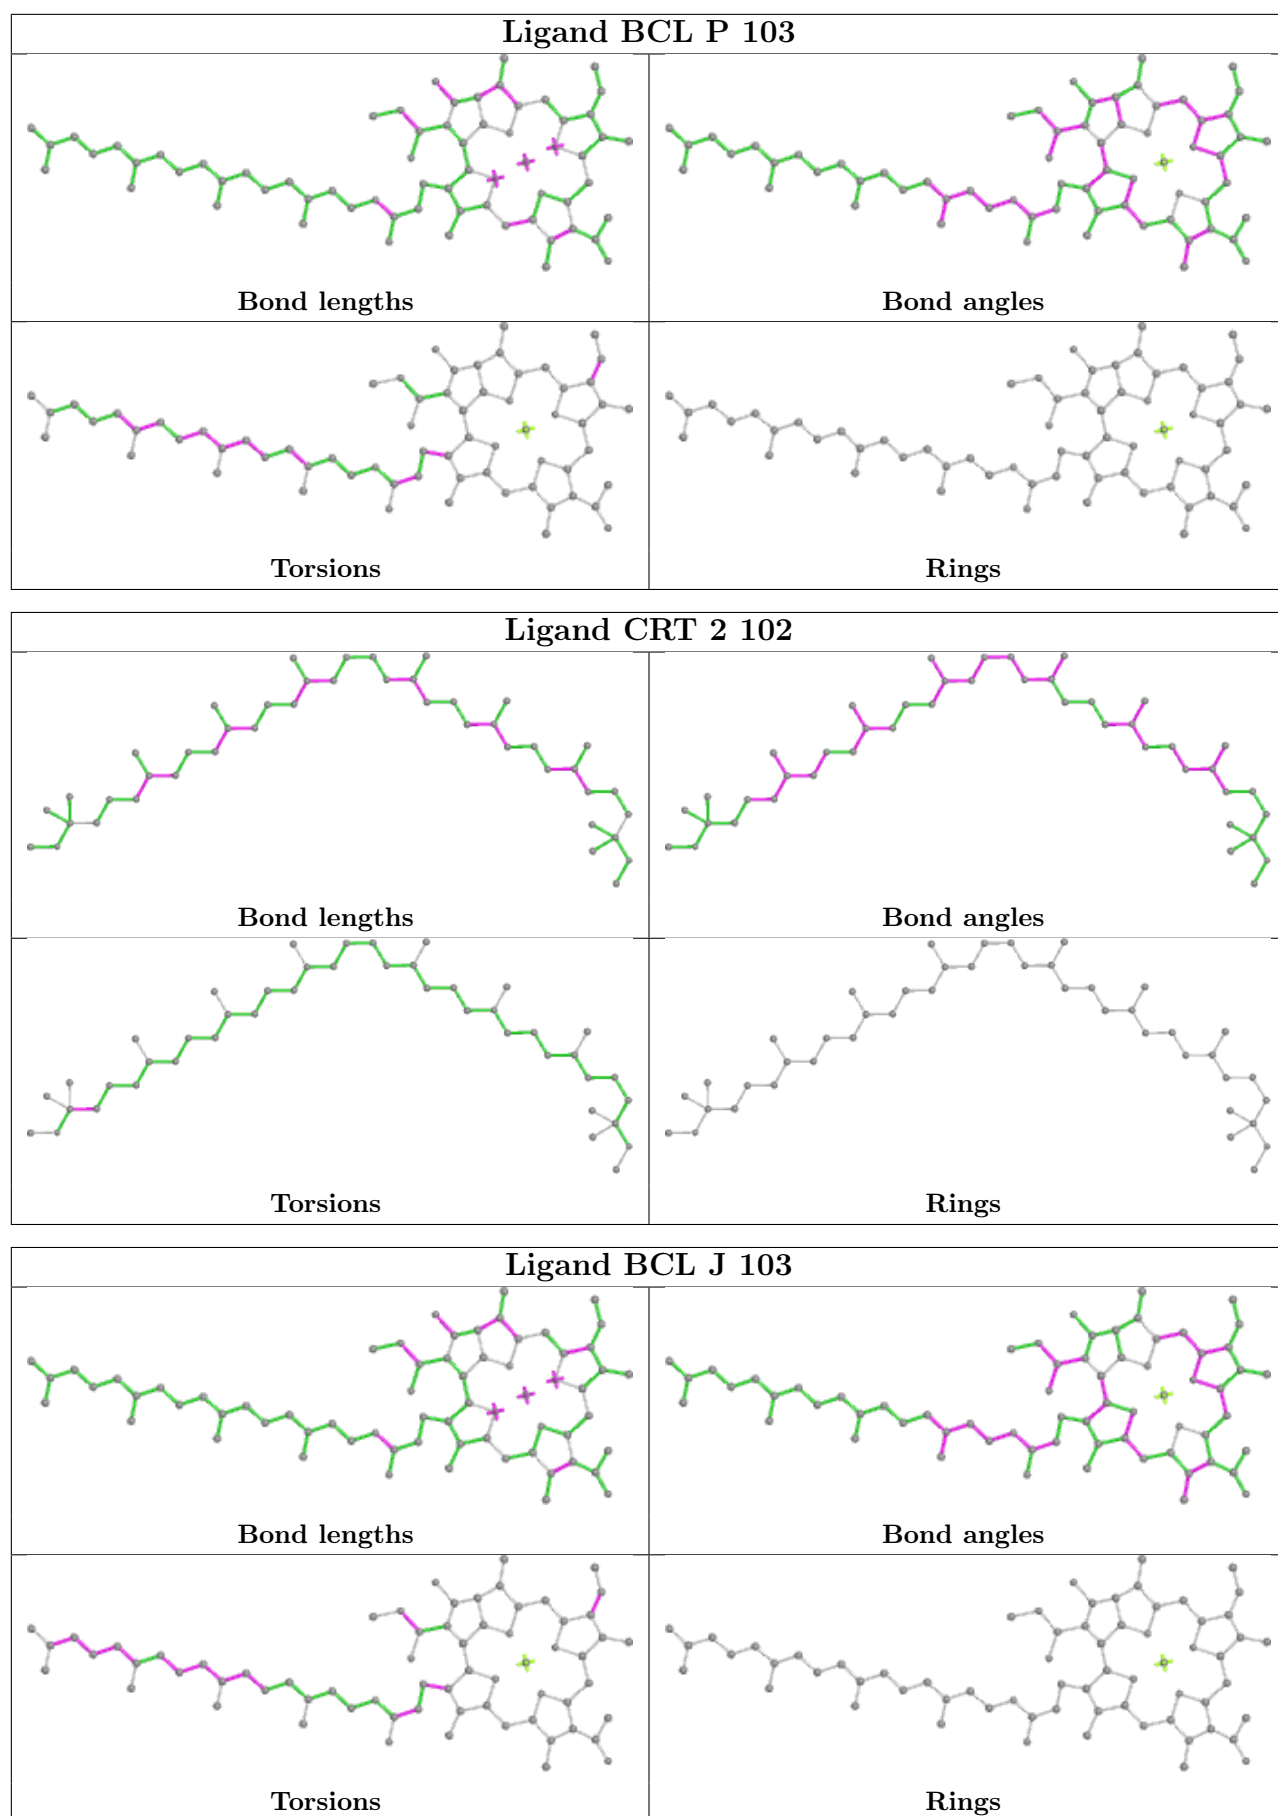 Ligand BCL P 103
Bond lengths
Bond angles
Torsions
Rings
Ligand CRT 2 102
Bond lengths
Bond angles
Torsions
Rings
Ligand BCL J 103
Bond lengths
Bond angles
Torsions
Rings